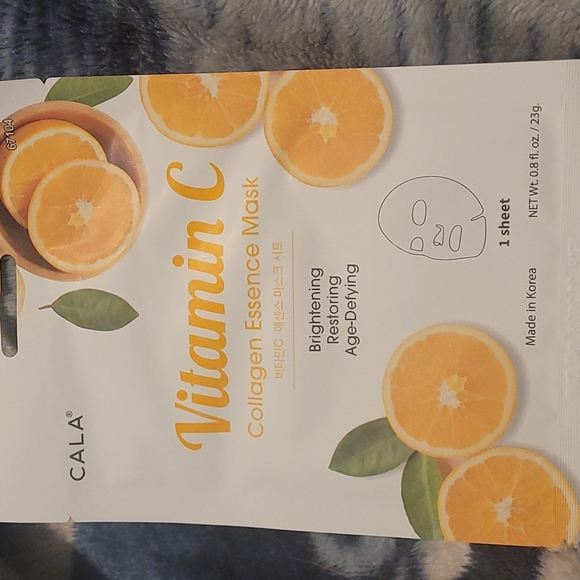 67104
CALA®
Vitamin C
Collagen Essence Mask
비타민C 에센스 마스크 시트
Brightening
Restoring
Age-Defying
1 sheet
Made in Korea
NET Wt. 0.8 fl. oz. / 23g.